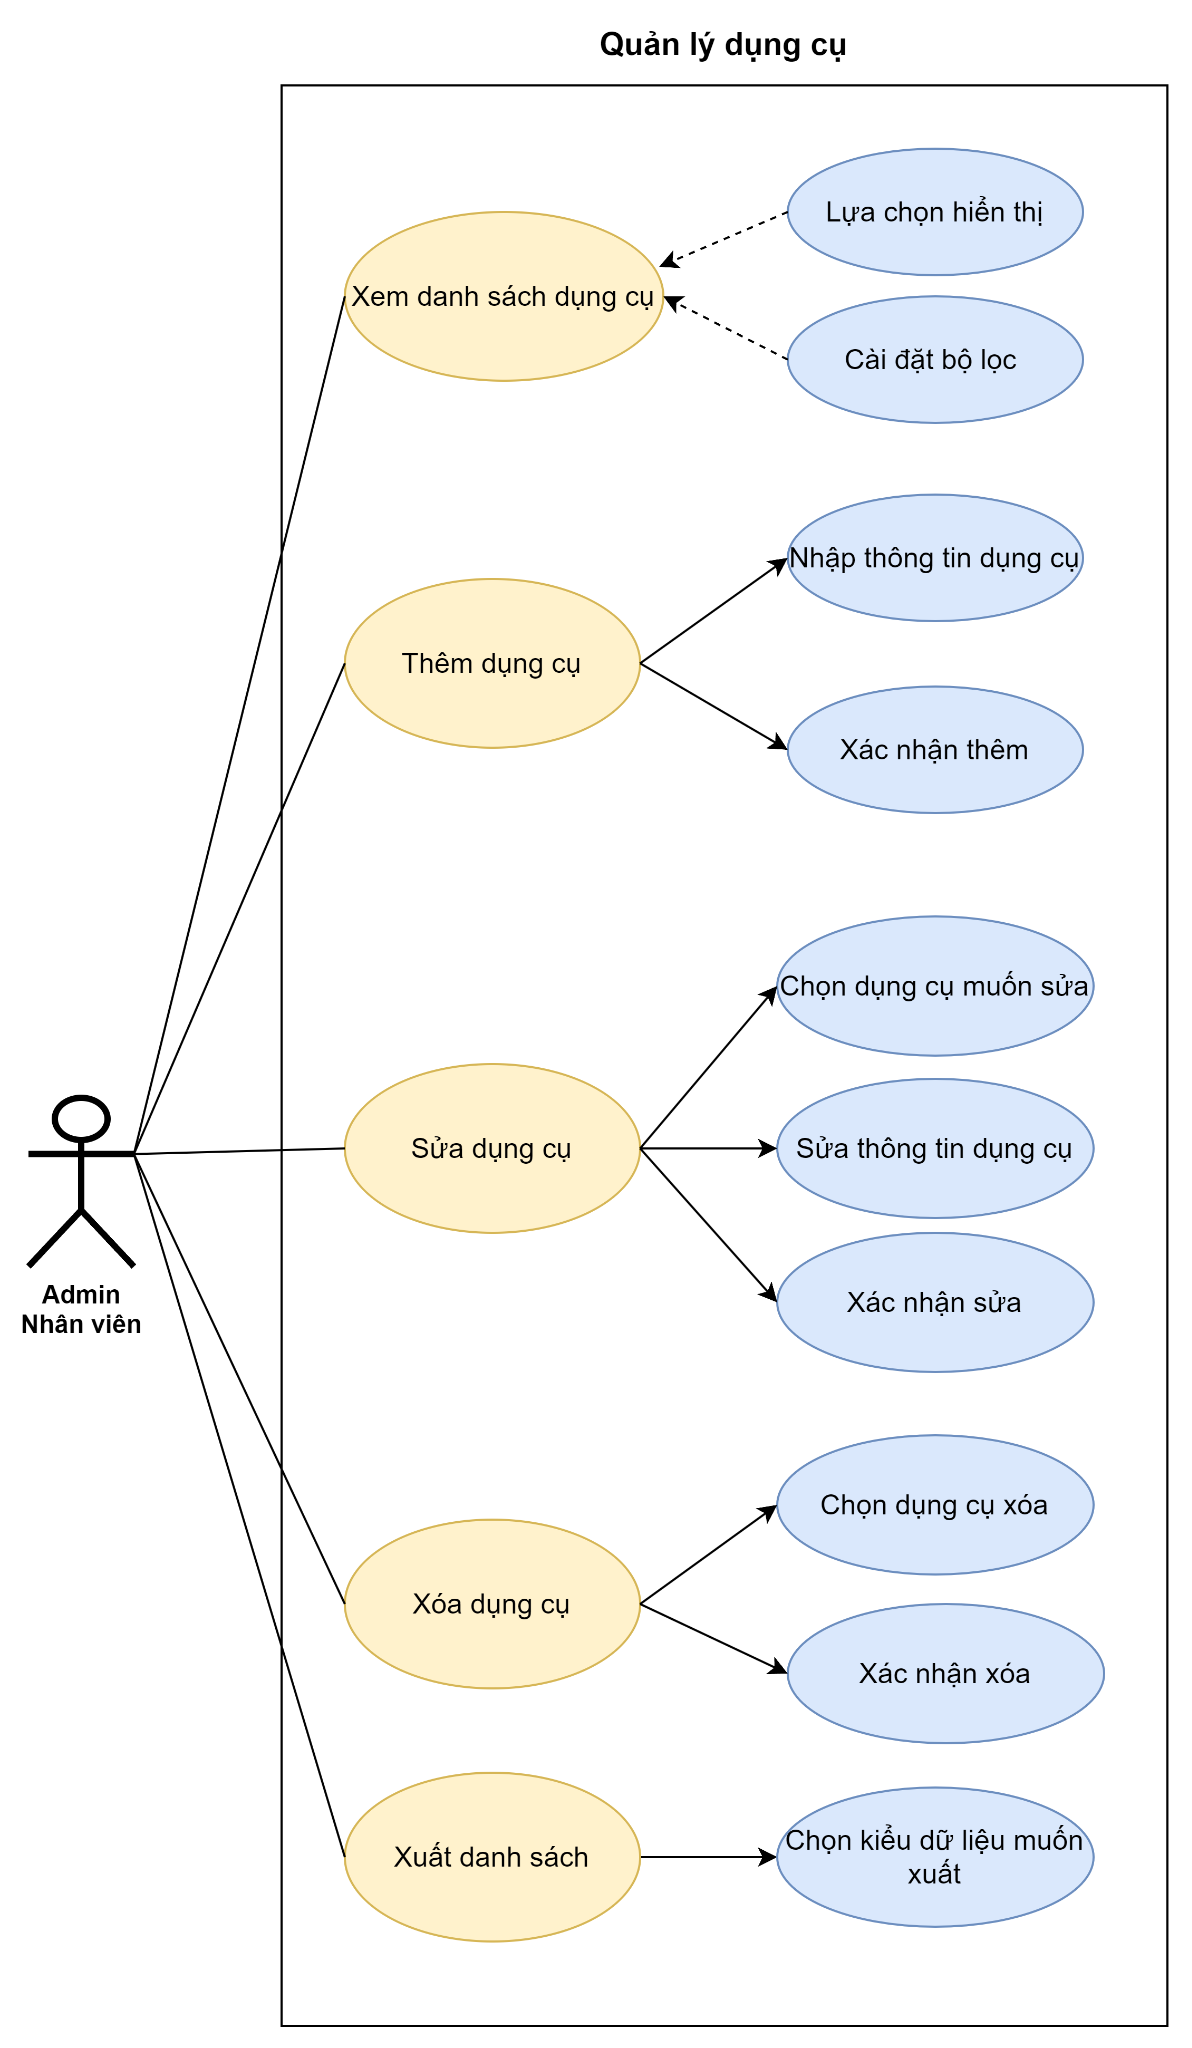 Quản lý dụng cụ
Lựa chọn hiển thị
Xem danh sách dụng cụ
Cài đặt bộ lọc
Nhập thông tin dụng cụ
Thêm dụng cụ
Xác nhận thêm
Chọn dụng cụ muốn sửa
Sửa dụng cụ
Sửa thông tin dụng cụ
Xác nhận sửa
Admin
Nhân viên
Chọn dụng cụ xóa
Xóa dụng cụ
Xác nhận xóa
Xuất danh sách
Chọn kiểu dữ liệu muốn
xuất